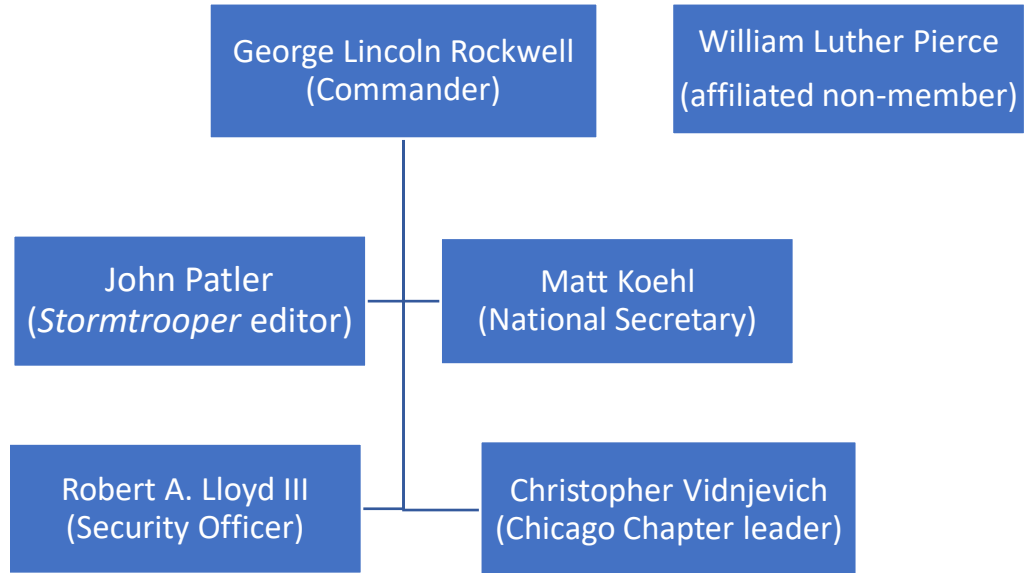 George Lincoln Rockwell
(Commander)
William Luther Pierce
(affiliated non-member)
John Patler
(Stormtrooper editor)
Matt Koehl
(National Secretary)
Robert A. Lloyd III
(Security Officer)
Christopher Vidnjevich
(Chicago Chapter leader)